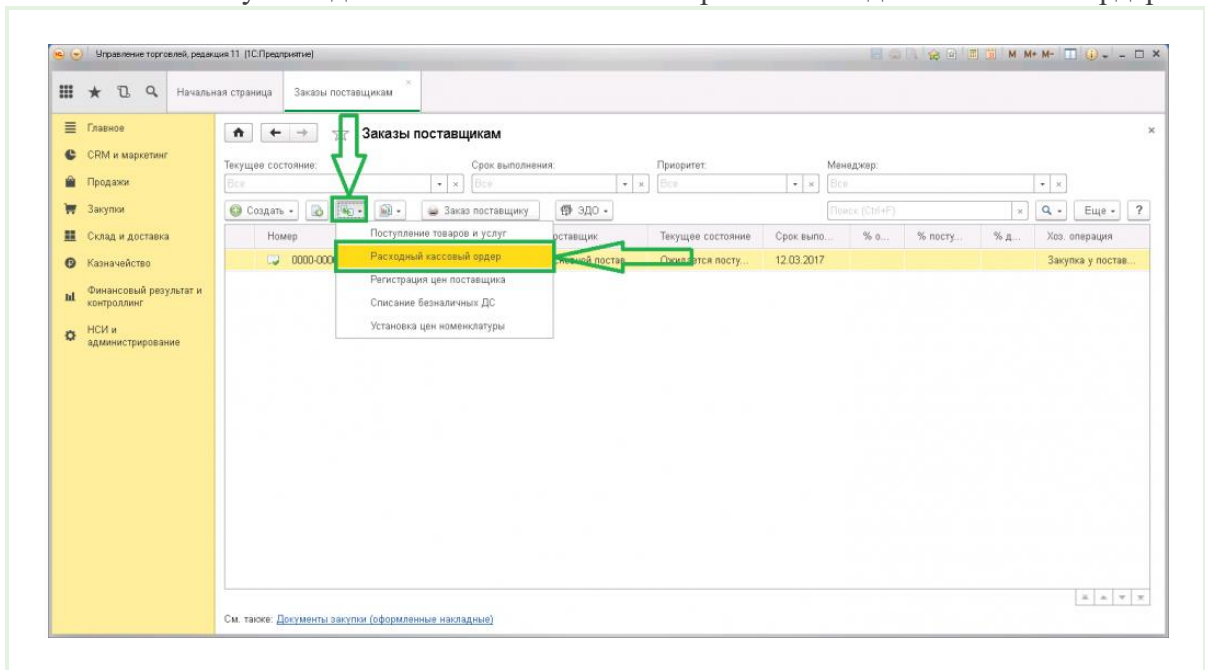 Управление торговлей, редакция 11 (1С:Предприятие)
M M+ M-
Начальная страница
Заказы поставщикам
Главное
CRM и маркетинг
Продажи
Закупки
Склад и доставка
Казначейство
Финансовый результат и
контроллинг
НСИ и
администрирование
Заказы поставщикам
Текущее состояние: Срок выполнения: Приоритет: Менеджер:
Все Все Все Все
Создать Заказ поставщику ЭДО Поиск (Ctrl+F) Еще ?
Номер оставщик Текущее состояние Срок выпо... % о... % посту... % д... Хоз. операция
0000-000 постав Ожидается посту... 12.03.2017 Закупка у постав...
Поступление товаров и услуг
Расходный кассовый ордер
Регистрация цен поставщика
Списание безналичных ДС
Установка цен номенклатуры
См. также: Документы закупки (оформленные накладные)